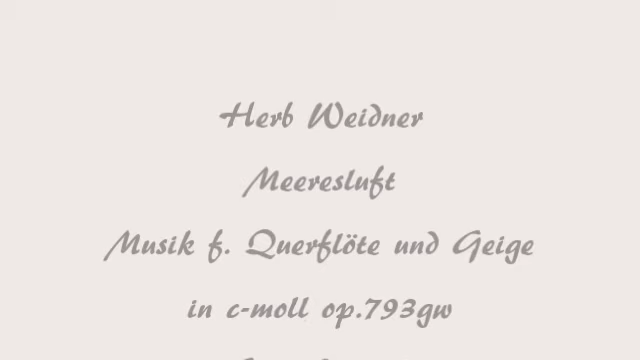 Herb Weidner
Meeresluft
Musik f. Querflöte und Geige
in c-moll op.793gw